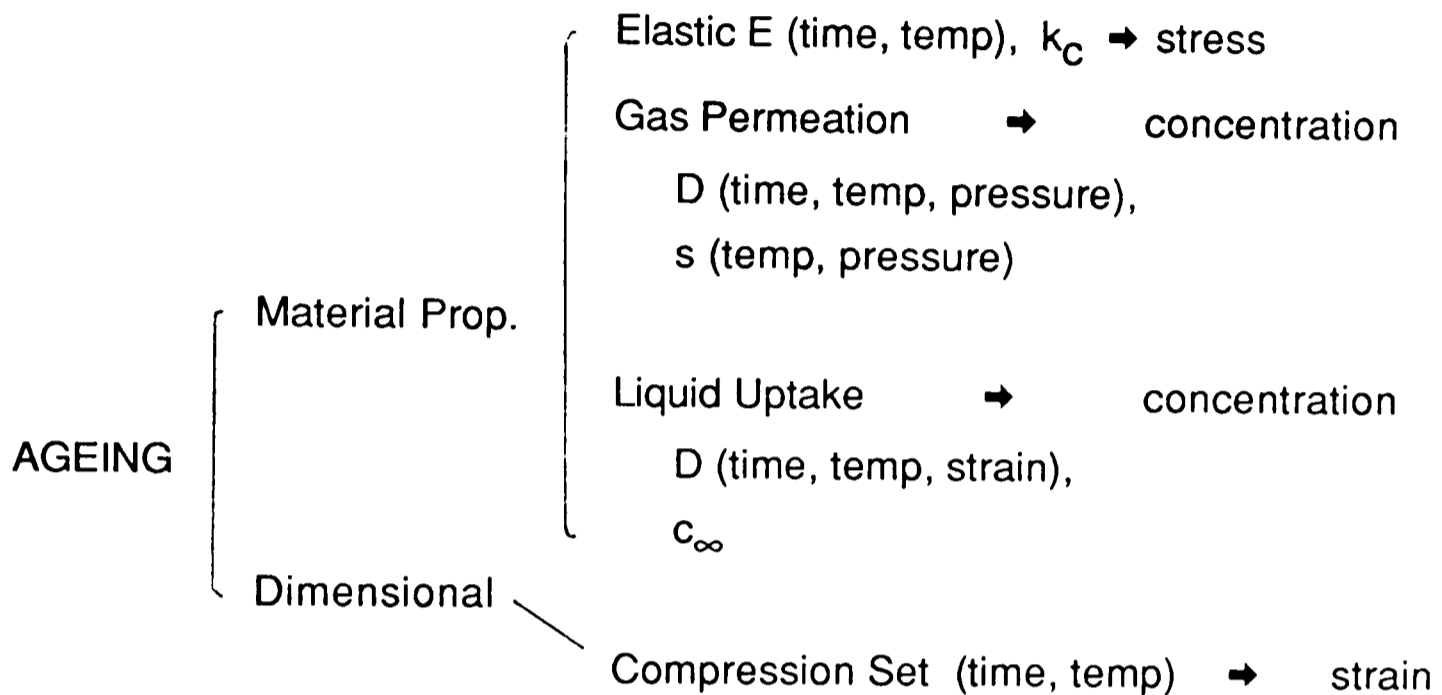 Elastic E (time, temp), k_c ➡ stress
Gas Permeation ➡ concentration
D (time, temp, pressure),
s (temp, pressure)
Material Prop.
Liquid Uptake ➡ concentration
AGEING
D (time, temp, strain),
c_∞
Dimensional
Compression Set (time, temp) ➡ strain